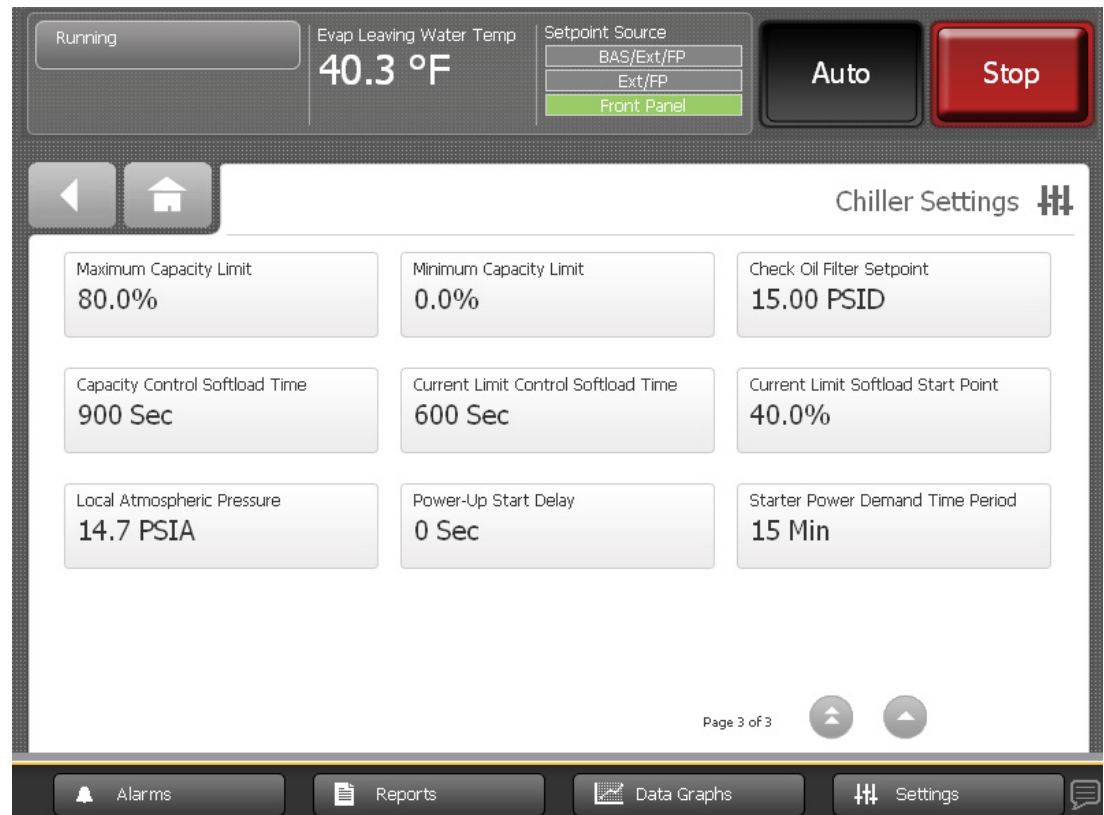 Running
Evap Leaving Water Temp
40.3 °F
Setpoint Source
BAS/Ext/FP
Ext/FP
Front Panel
Auto
Stop
Chiller Settings
Maximum Capacity Limit
80.0%
Minimum Capacity Limit
0.0%
Check Oil Filter Setpoint
15.00 PSID
Capacity Control Softload Time
900 Sec
Current Limit Control Softload Time
600 Sec
Current Limit Softload Start Point
40.0%
Local Atmospheric Pressure
14.7 PSIA
Power-Up Start Delay
0 Sec
Starter Power Demand Time Period
15 Min
Page 3 of 3
Alarms
Reports
Data Graphs
Settings